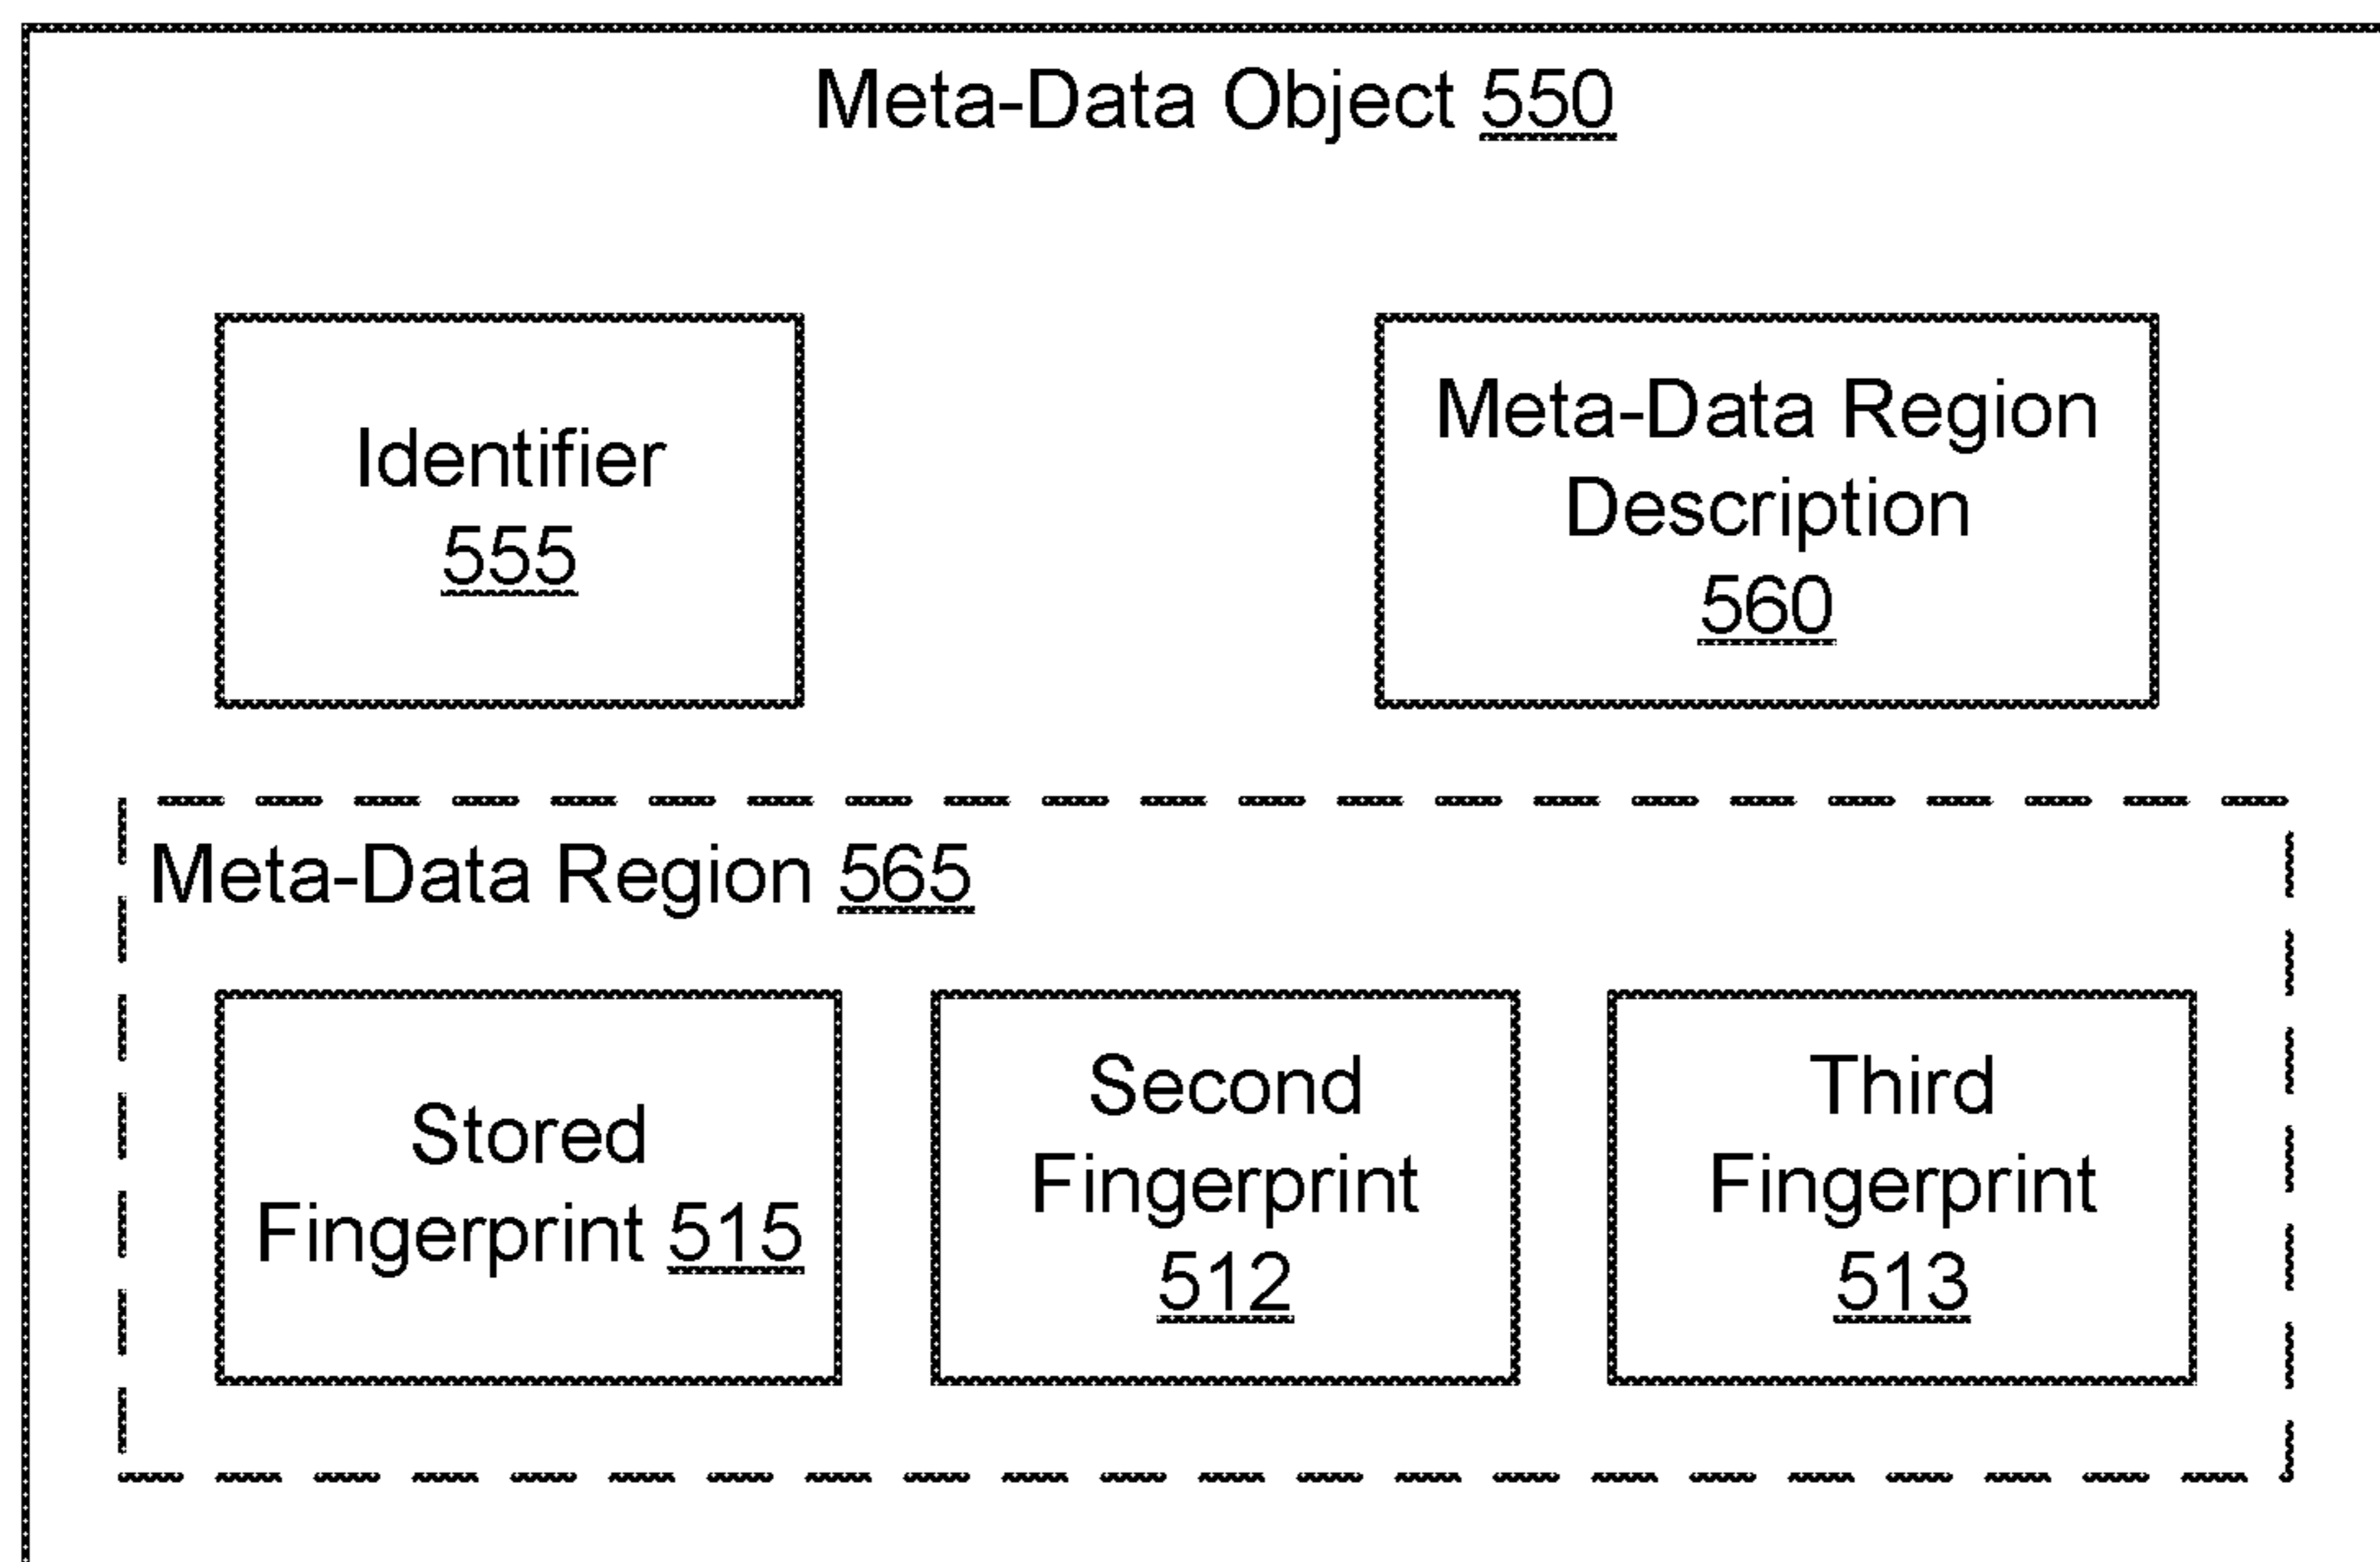 Meta-Data Object 550
Identifier
555
Meta-Data Region
Description
560
Meta-Data Region 565
Stored
Fingerprint 515
Second
Fingerprint
512
Third
Fingerprint
513